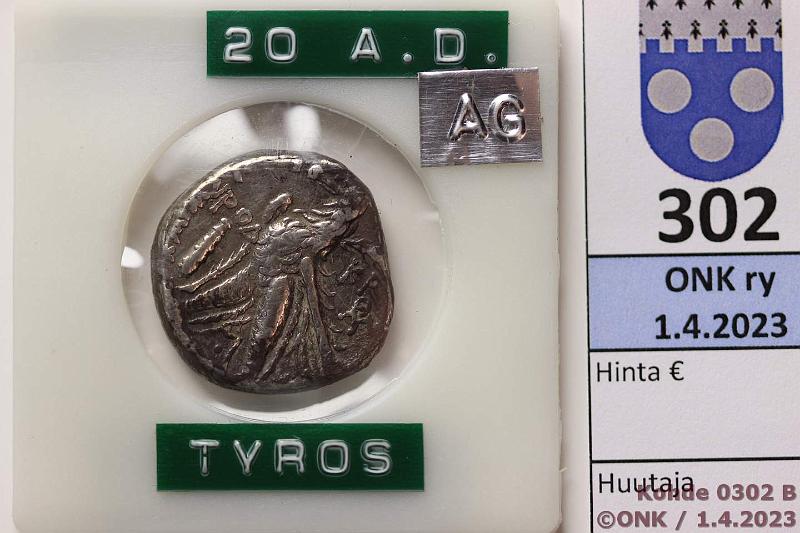 20 A.D.
AG
TYROS
302
ONK ry
1.4.2023
Hinta €
Huutaja
Kohde 0302 B
©ONK / 1.4.2023